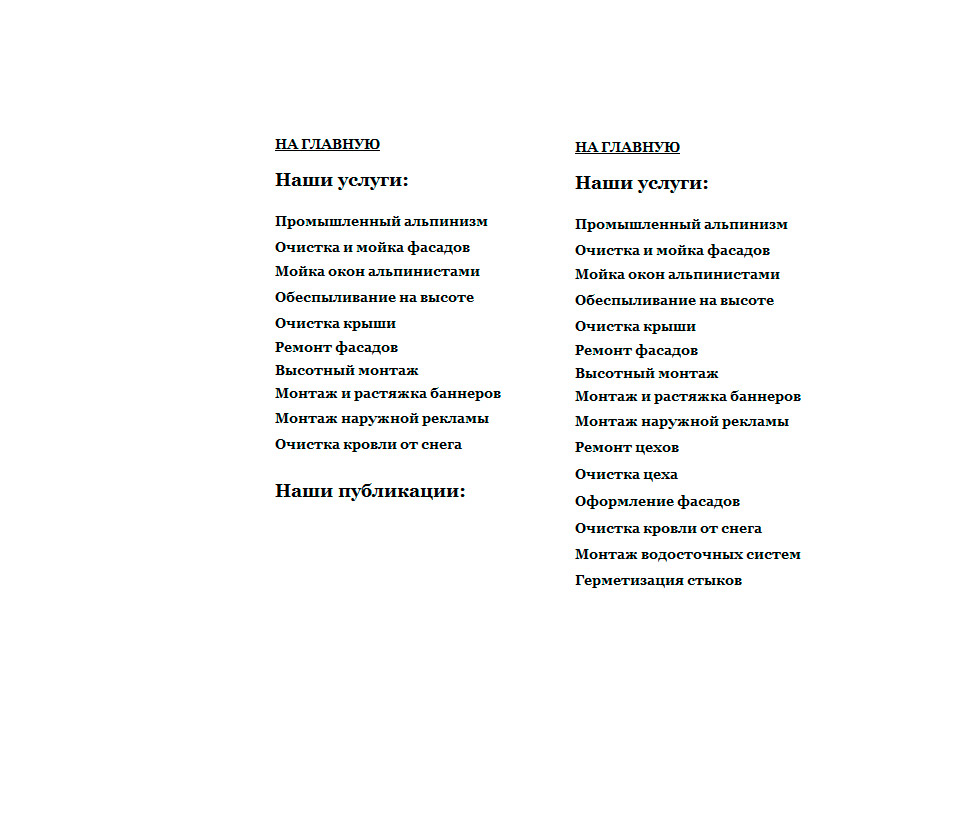 НА ГЛАВНУЮ
Наши услуги:
Промышленный альпинизм
Очистка и мойка фасадов
Мойка окон альпинистами
Обеспыливание на высоте
Очистка крыши
Ремонт фасадов
Высотный монтаж
Монтаж и растяжка баннеров
Монтаж наружной рекламы
Очистка кровли от снега
Наши публикации:
НА ГЛАВНУЮ
Наши услуги:
Промышленный альпинизм
Очистка и мойка фасадов
Мойка окон альпинистами
Обеспыливание на высоте
Очистка крыши
Ремонт фасадов
Высотный монтаж
Монтаж и растяжка баннеров
Монтаж наружной рекламы
Ремонт цехов
Очистка цеха
Оформление фасадов
Очистка кровли от снега
Монтаж водосточных систем
Герметизация стыков